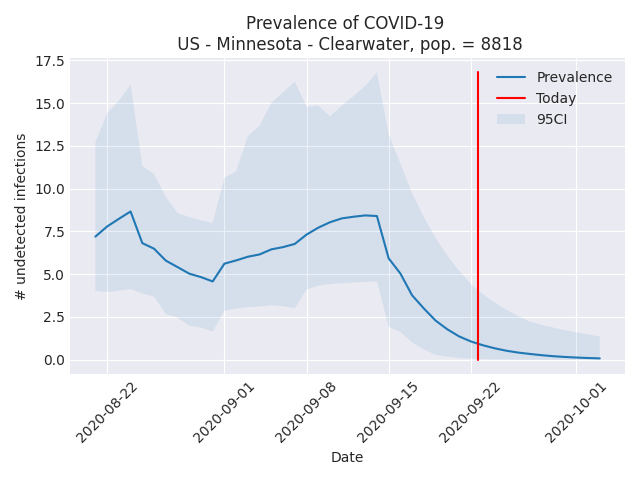 Prevalence of COVID-19
US - Minnesota - Clearwater, pop. = 8818
17.5
15.0
12.5
10.0
7.5
5.0
2.5
0.0
# undetected infections
Prevalence
Today
95CI
2020-08-22
2020-09-01
2020-09-08
2020-09-15
2020-09-22
2020-10-01
Date